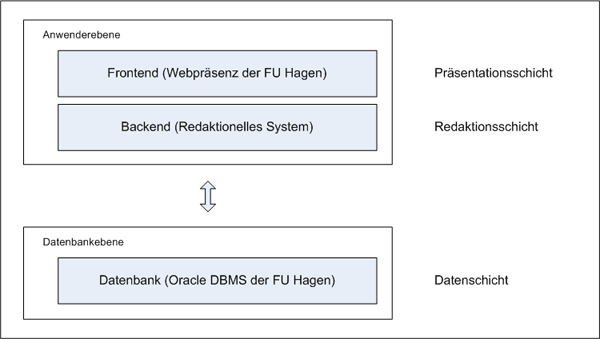 Anwenderebene
Frontend (Webpräsenz der FU Hagen)
Präsentationsschicht
Backend (Redaktionelles System)
Redaktionsschicht
Datenbankebene
Datenbank (Oracle DBMS der FU Hagen)
Datenschicht